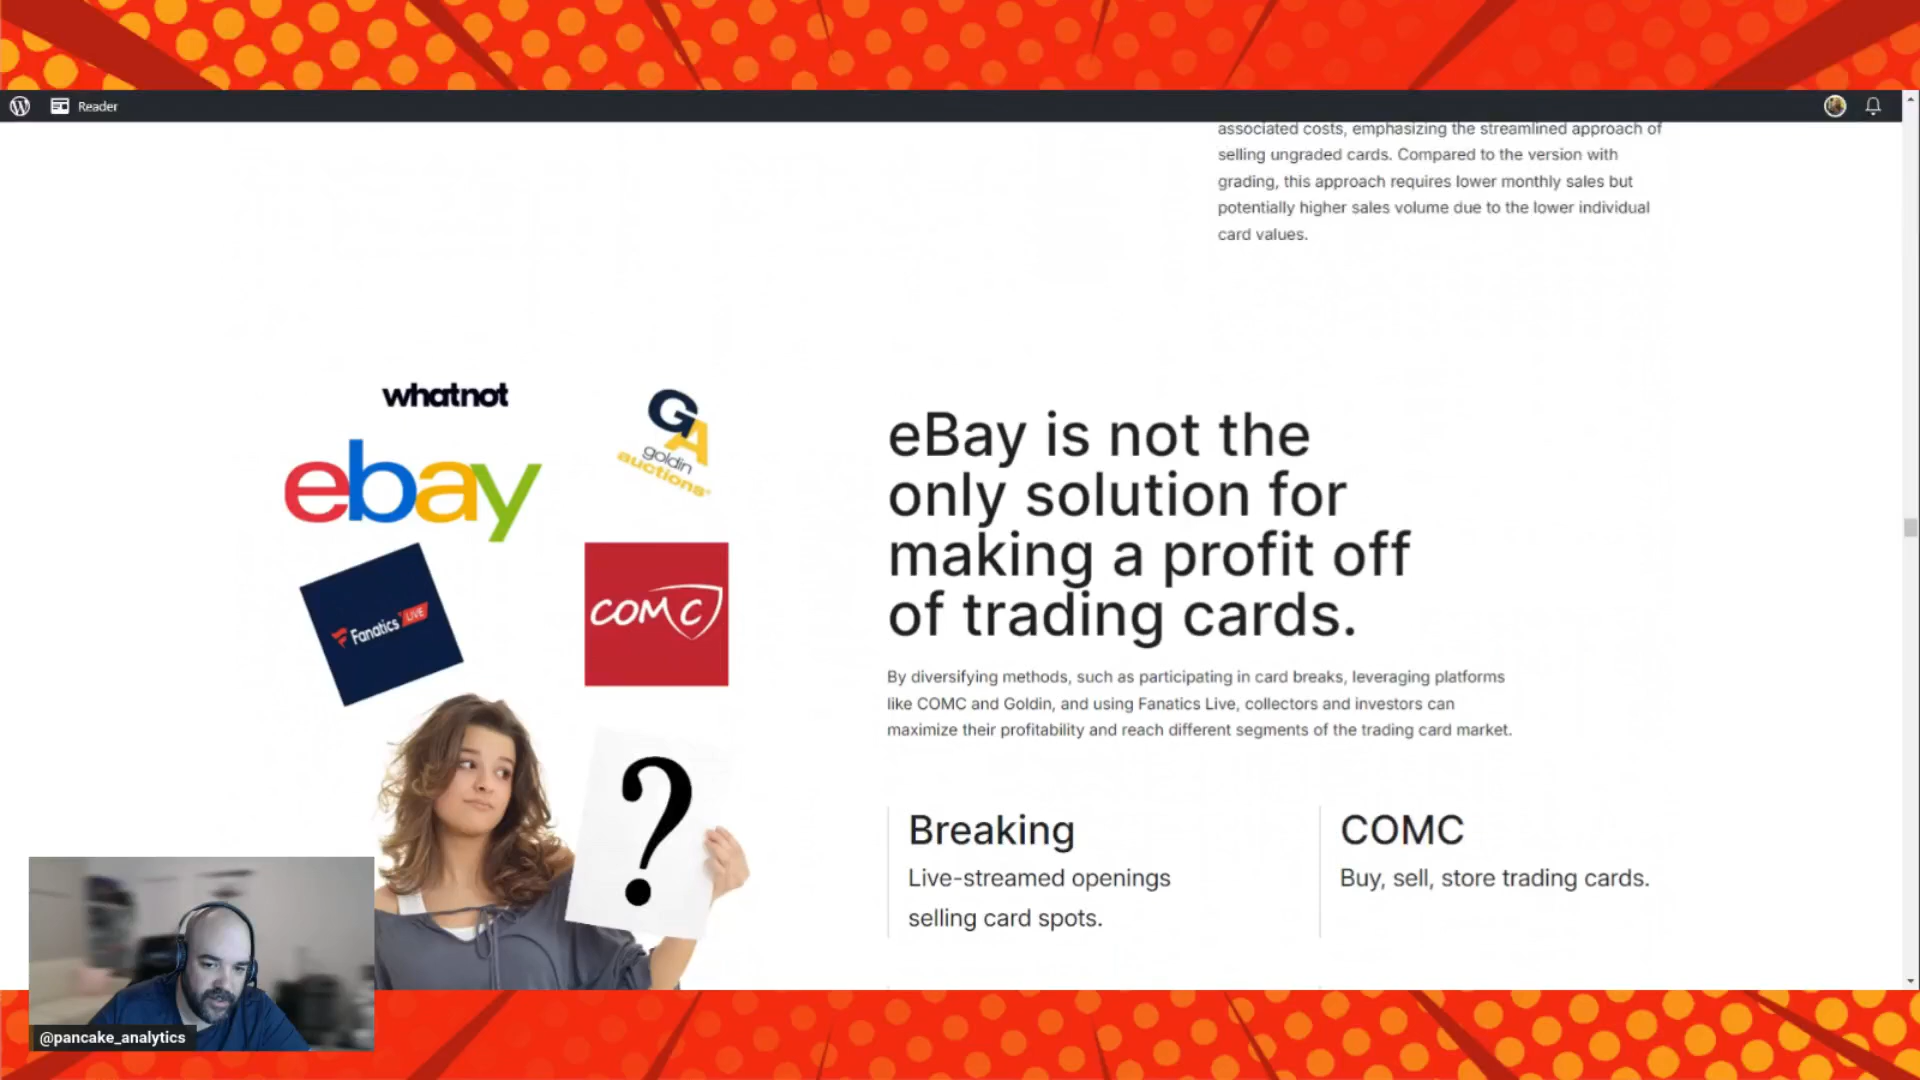 Reader
associated costs, emphasizing the streamlined approach of
selling ungraded cards. Compared to the version with
grading, this approach requires lower monthly sales but
potentially higher sales volume due to the lower individual
card values.
whatnot
GA
goldin
auctions
ebay
Fanatics LIVE
COMC
?
eBay is not the
only solution for
making a profit off
of trading cards.
By diversifying methods, such as participating in card breaks, leveraging platforms
like COMC and Goldin, and using Fanatics Live, collectors and investors can
maximize their profitability and reach different segments of the trading card market.
Breaking
Live-streamed openings
selling card spots.
COMC
Buy, sell, store trading cards.
@pancake_analytics